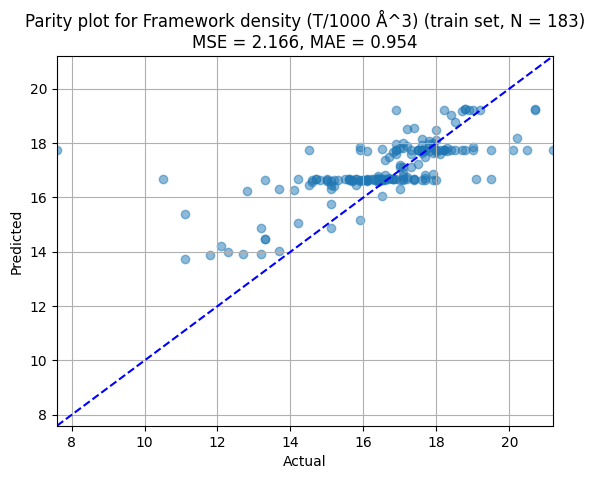 Parity plot for Framework density (T/1000 Å^3) (train set, N = 183)
MSE = 2.166, MAE = 0.954
20
18
16
14
12
10
8
Predicted
8 10 12 14 16 18 20
Actual